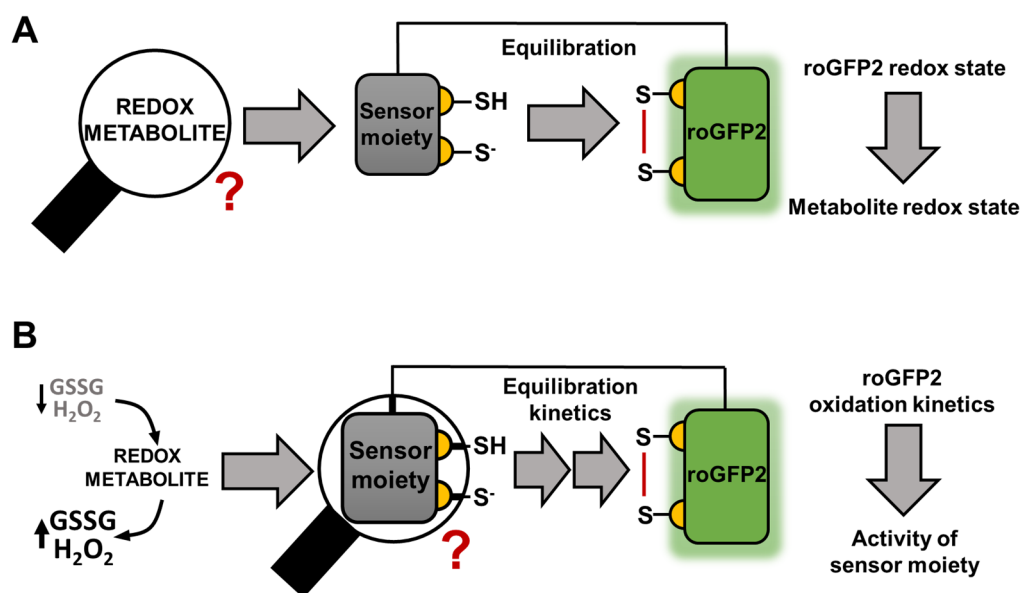 A
REDOX
METABOLITE
?
Sensor
moiety
SH
S-
Equilibration
S
S
roGFP2
roGFP2 redox state
Metabolite redox state
B
GSSG
H₂O₂
REDOX
METABOLITE
GSSG
H₂O₂
Sensor
moiety
SH
S-
?
Equilibration
kinetics
S
S
roGFP2
roGFP2
oxidation kinetics
Activity of
sensor moiety